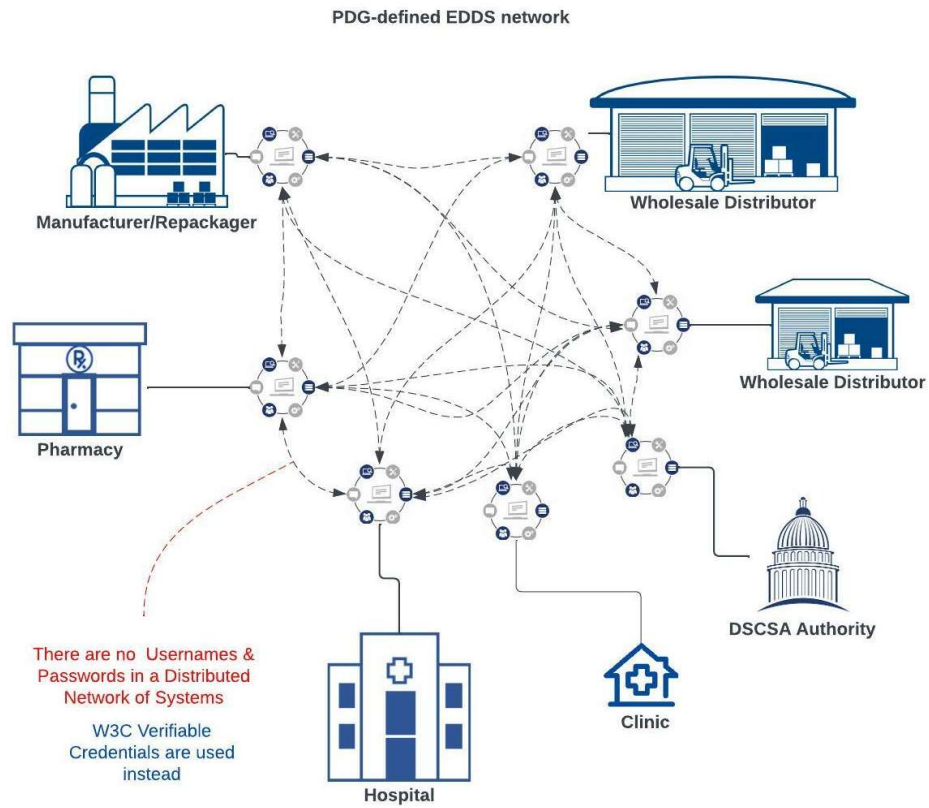 PDG-defined EDDS network
Manufacturer/Repackager
Wholesale Distributor
Wholesale Distributor
Rx
Pharmacy
DSCSA Authority
There are no Usernames &
Passwords in a Distributed
Network of Systems
W3C Verifiable
Credentials are used
instead
Clinic
Hospital